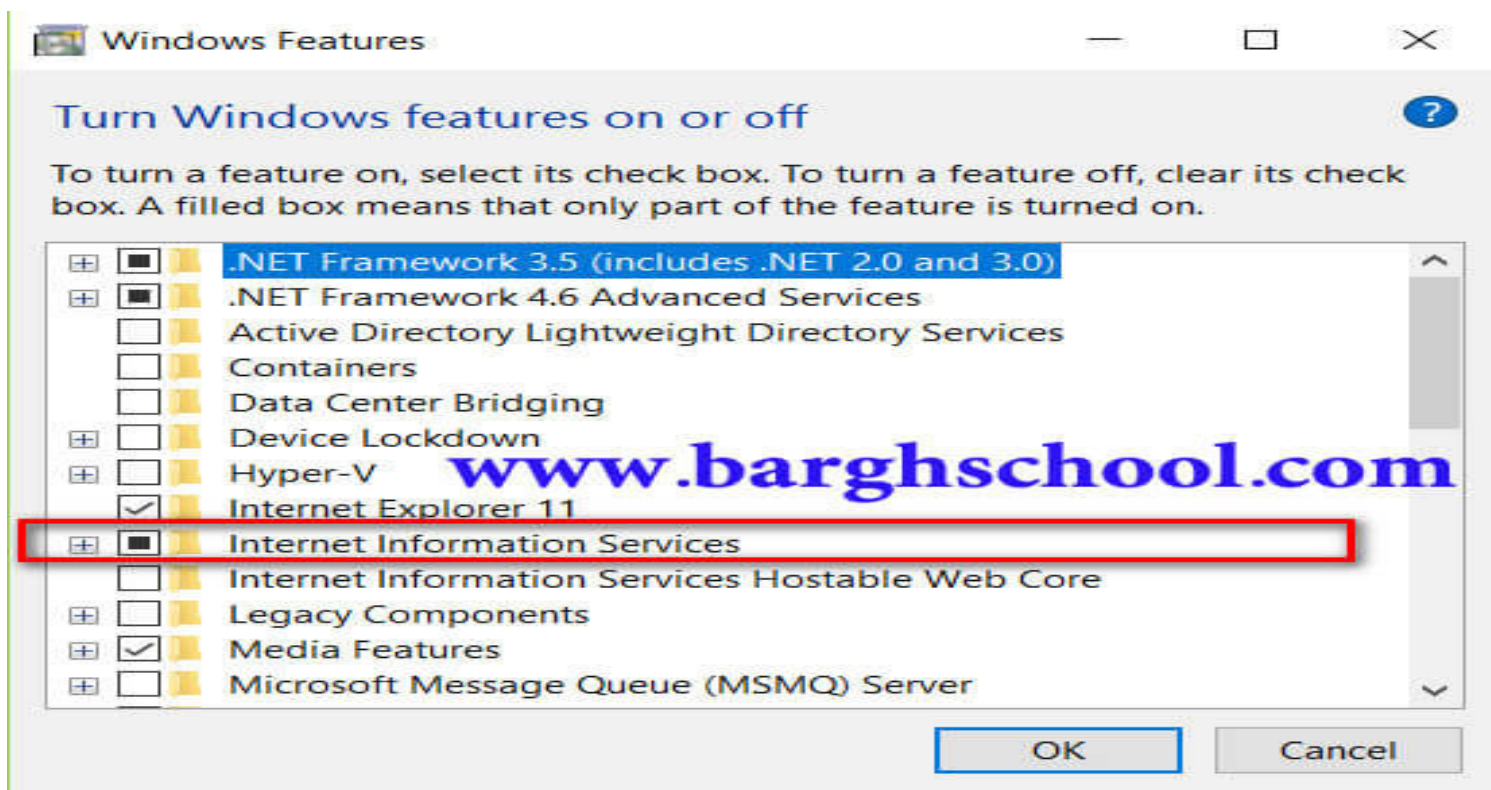 Windows Features
Turn Windows features on or off
To turn a feature on, select its check box. To turn a feature off, clear its check
box. A filled box means that only part of the feature is turned on.
.NET Framework 3.5 (includes .NET 2.0 and 3.0)
.NET Framework 4.6 Advanced Services
Active Directory Lightweight Directory Services
Containers
Data Center Bridging
Device Lockdown
Hyper-V
www.barghschool.com
Internet Explorer 11
Internet Information Services
Internet Information Services Hostable Web Core
Legacy Components
Media Features
Microsoft Message Queue (MSMQ) Server
OK
Cancel